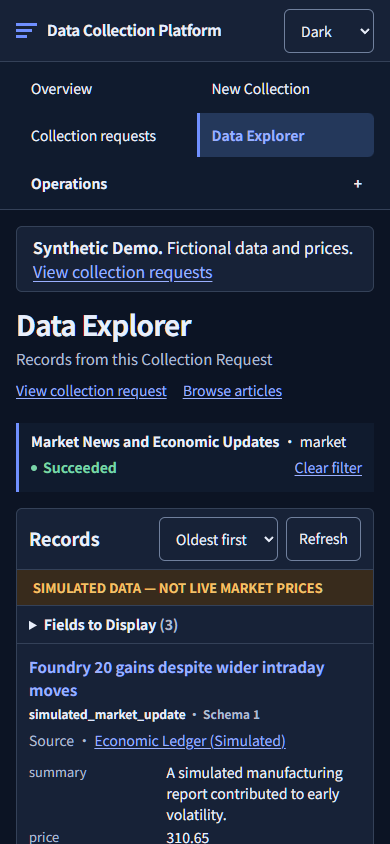 Data Collection Platform
Dark
Overview
New Collection
Collection requests
Data Explorer
Operations
+
Synthetic Demo. Fictional data and prices.
View collection requests
Data Explorer
Records from this Collection Request
View collection request
Browse articles
Market News and Economic Updates • market
Succeeded
Clear filter
Records
Oldest first
Refresh
SIMULATED DATA — NOT LIVE MARKET PRICES
Fields to Display (3)
Foundry 20 gains despite wider intraday
moves
simulated_market_update • Schema 1
Source • Economic Ledger (Simulated)
summary
A simulated manufacturing
report contributed to early
volatility.
price
310.65